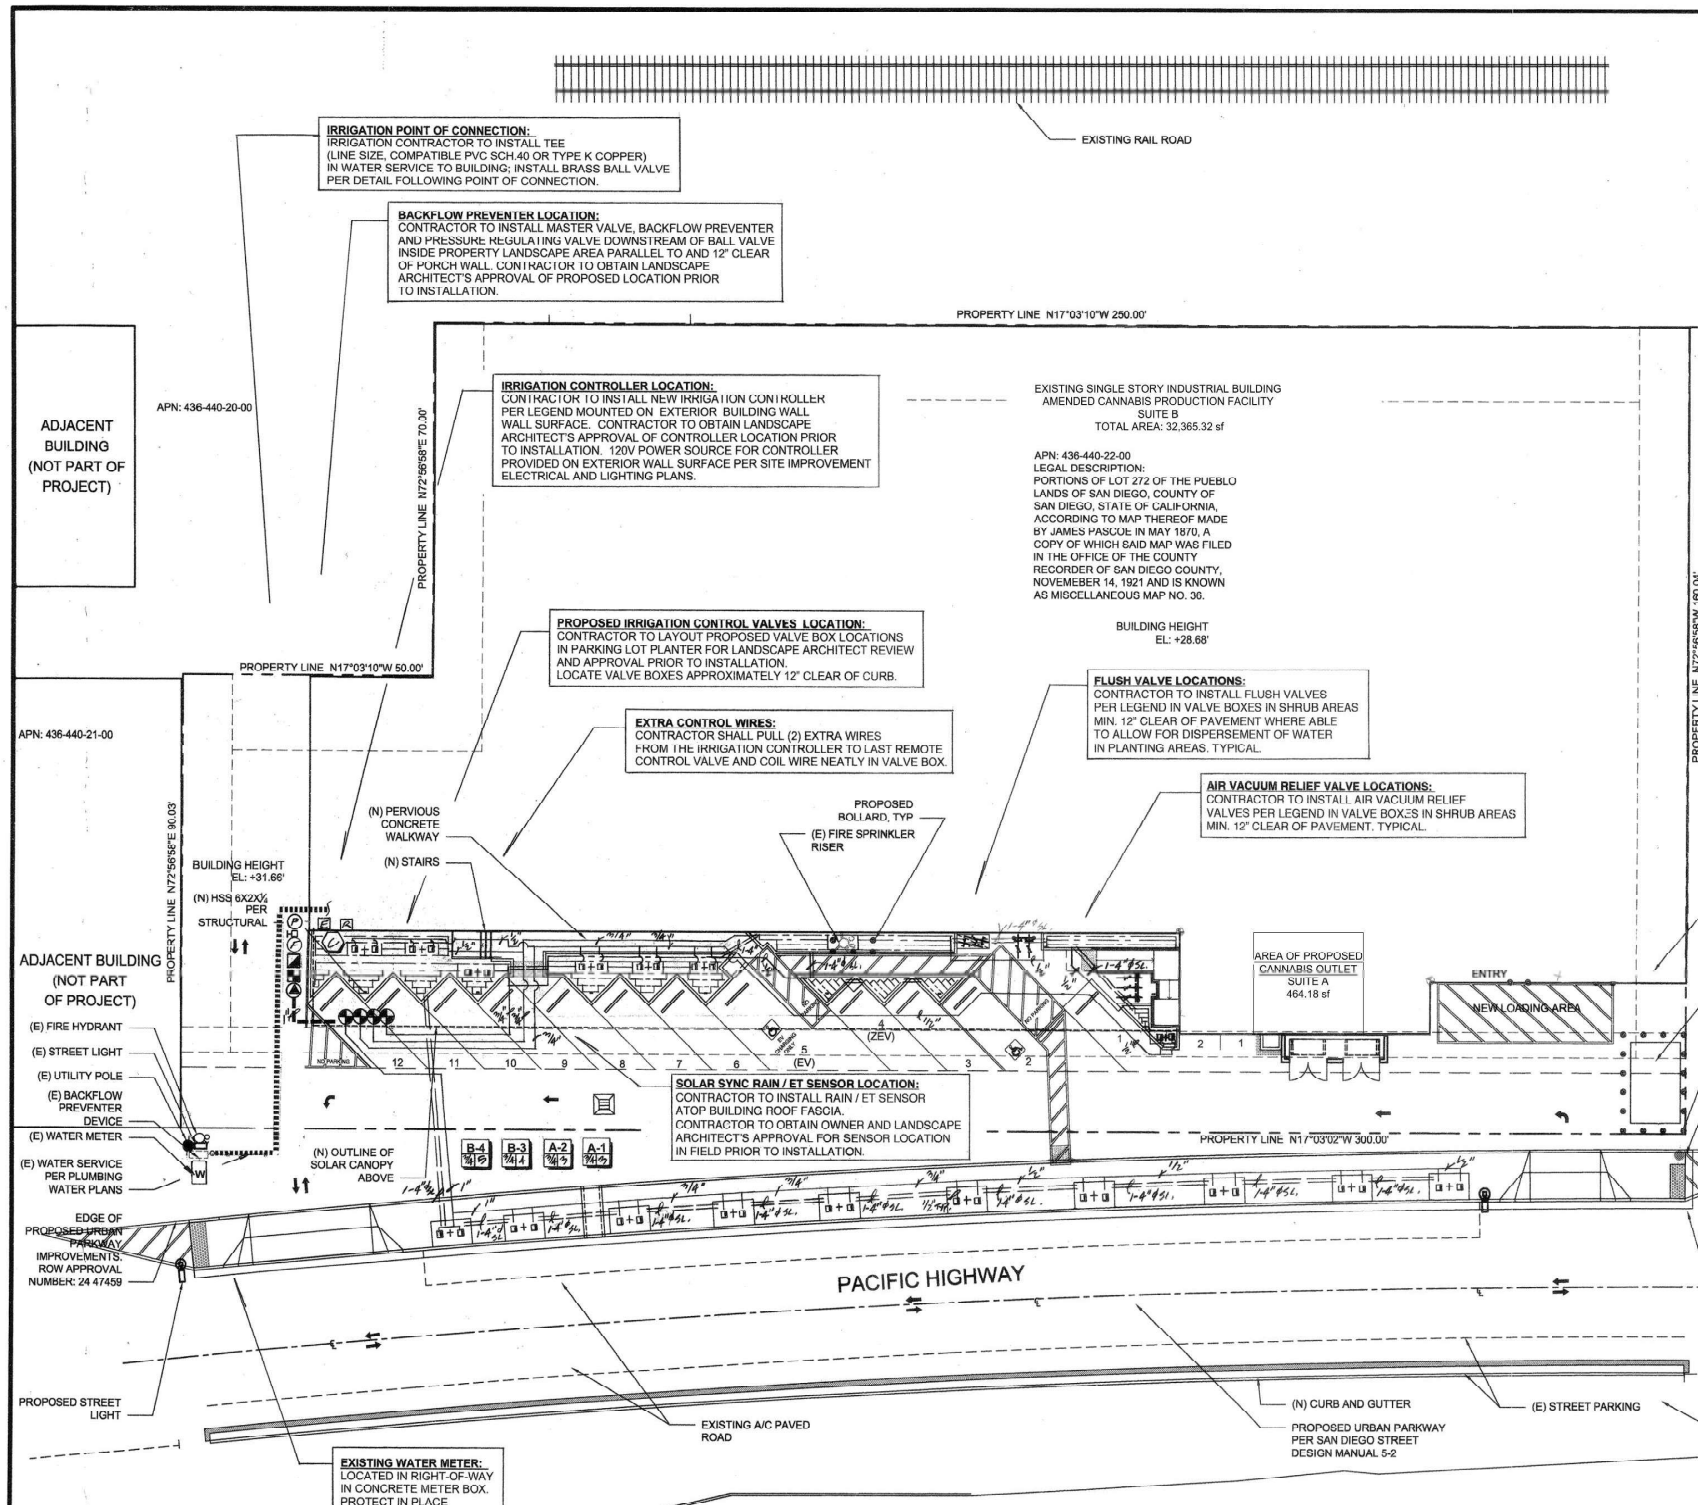 EXISTING RAIL ROAD
IRRIGATION POINT OF CONNECTION:
IRRIGATION CONTRACTOR TO INSTALL TEE
(LINE SIZE, COMPATIBLE PVC SCH.40 OR TYPE K COPPER)
IN WATER SERVICE TO BUILDING; INSTALL BRASS BALL VALVE
PER DETAIL FOLLOWING POINT OF CONNECTION.
BACKFLOW PREVENTER LOCATION:
CONTRACTOR TO INSTALL MASTER VALVE, BACKFLOW PREVENTER
AND PRESSURE REGULATING VALVE DOWNSTREAM OF BALL VALVE
INSIDE PROPERTY LANDSCAPE AREA PARALLEL TO AND 12" CLEAR
OF PORCH WALL. CONTRACTOR TO OBTAIN LANDSCAPE
ARCHITECT'S APPROVAL OF PROPOSED LOCATION PRIOR
TO INSTALLATION.
PROPERTY LINE N17°03'10"W 250.00'
ADJACENT
BUILDING
(NOT PART OF
PROJECT)
APN: 436-440-20-00
PROPERTY LINE N72°56'58"E 70.00'
IRRIGATION CONTROLLER LOCATION:
CONTRACTOR TO INSTALL NEW IRRIGATION CONTROLLER
PER LEGEND MOUNTED ON EXTERIOR BUILDING WALL
WALL SURFACE. CONTRACTOR TO OBTAIN LANDSCAPE
ARCHITECT'S APPROVAL OF CONTROLLER LOCATION PRIOR
TO INSTALLATION. 120V POWER SOURCE FOR CONTROLLER
PROVIDED ON EXTERIOR WALL SURFACE PER SITE IMPROVEMENT
ELECTRICAL AND LIGHTING PLANS.
EXISTING SINGLE STORY INDUSTRIAL BUILDING
AMENDED CANNABIS PRODUCTION FACILITY
SUITE B
TOTAL AREA: 32,365.32 sf
APN: 436-440-22-00
LEGAL DESCRIPTION:
PORTIONS OF LOT 272 OF THE PUEBLO
LANDS OF SAN DIEGO, COUNTY OF
SAN DIEGO, STATE OF CALIFORNIA,
ACCORDING TO MAP THEREOF MADE
BY JAMES PASCOE IN MAY 1870, A
COPY OF WHICH SAID MAP WAS FILED
IN THE OFFICE OF THE COUNTY
RECORDER OF SAN DIEGO COUNTY,
NOVEMEBER 14, 1921 AND IS KNOWN
AS MISCELLANEOUS MAP NO. 36.
BUILDING HEIGHT
EL: +28.68'
PROPERTY LINE N72°56'58"W 160.04'
PROPOSED IRRIGATION CONTROL VALVES LOCATION:
CONTRACTOR TO LAYOUT PROPOSED VALVE BOX LOCATIONS
IN PARKING LOT PLANTER FOR LANDSCAPE ARCHITECT REVIEW
AND APPROVAL PRIOR TO INSTALLATION.
LOCATE VALVE BOXES APPROXIMATELY 12" CLEAR OF CURB.
PROPERTY LINE N17°03'10"W 50.00'
FLUSH VALVE LOCATIONS:
CONTRACTOR TO INSTALL FLUSH VALVES
PER LEGEND IN VALVE BOXES IN SHRUB AREAS
MIN. 12" CLEAR OF PAVEMENT WHERE ABLE
TO ALLOW FOR DISPERSEMENT OF WATER
IN PLANTING AREAS. TYPICAL.
EXTRA CONTROL WIRES:
CONTRACTOR SHALL PULL (2) EXTRA WIRES
FROM THE IRRIGATION CONTROLLER TO LAST REMOTE
CONTROL VALVE AND COIL WIRE NEATLY IN VALVE BOX.
APN: 436-440-21-00
AIR VACUUM RELIEF VALVE LOCATIONS:
CONTRACTOR TO INSTALL AIR VACUUM RELIEF
VALVES PER LEGEND IN VALVE BOXES IN SHRUB AREAS
MIN. 12" CLEAR OF PAVEMENT. TYPICAL.
PROPERTY LINE N72°56'58"E 90.03'
(N) PERVIOUS
CONCRETE
WALKWAY
(N) STAIRS
PROPOSED
BOLLARD, TYP
(E) FIRE SPRINKLER
RISER
BUILDING HEIGHT
EL: +31.66'
(N) HSS 6X2X¼
PER
STRUCTURAL
ADJACENT BUILDING
(NOT PART
OF PROJECT)
AREA OF PROPOSED
CANNABIS OUTLET
SUITE A
464.18 sf
ENTRY
NEW LOADING AREA
(E) FIRE HYDRANT
(E) STREET LIGHT
(E) UTILITY POLE
(E) BACKFLOW
PREVENTER
DEVICE
(E) WATER METER
(E) WATER SERVICE
PER PLUMBING
WATER PLANS
W
NO PARKING
12 11 10 9 8 7 6
5
(EV)
4
(ZEV)
3 2 1 2 1
EV
CHARGING
ONLY
NO PARKING
NO PARKING
SOLAR SYNC RAIN / ET SENSOR LOCATION:
CONTRACTOR TO INSTALL RAIN / ET SENSOR
ATOP BUILDING ROOF FASCIA.
CONTRACTOR TO OBTAIN OWNER AND LANDSCAPE
ARCHITECT'S APPROVAL FOR SENSOR LOCATION
IN FIELD PRIOR TO INSTALLATION.
PROPERTY LINE N17°03'02"W 300.00'
(N) OUTLINE OF
SOLAR CANOPY
ABOVE
B-4
B-3
A-2
A-1
EDGE OF
PROPOSED URBAN
PARKWAY
IMPROVEMENTS.
ROW APPROVAL
NUMBER: 24 47459
PACIFIC HIGHWAY
PROPOSED STREET
LIGHT
EXISTING A/C PAVED
ROAD
(N) CURB AND GUTTER
(E) STREET PARKING
PROPOSED URBAN PARKWAY
PER SAN DIEGO STREET
DESIGN MANUAL 5-2
EXISTING WATER METER:
LOCATED IN RIGHT-OF-WAY
IN CONCRETE METER BOX.
PROTECT IN PLACE